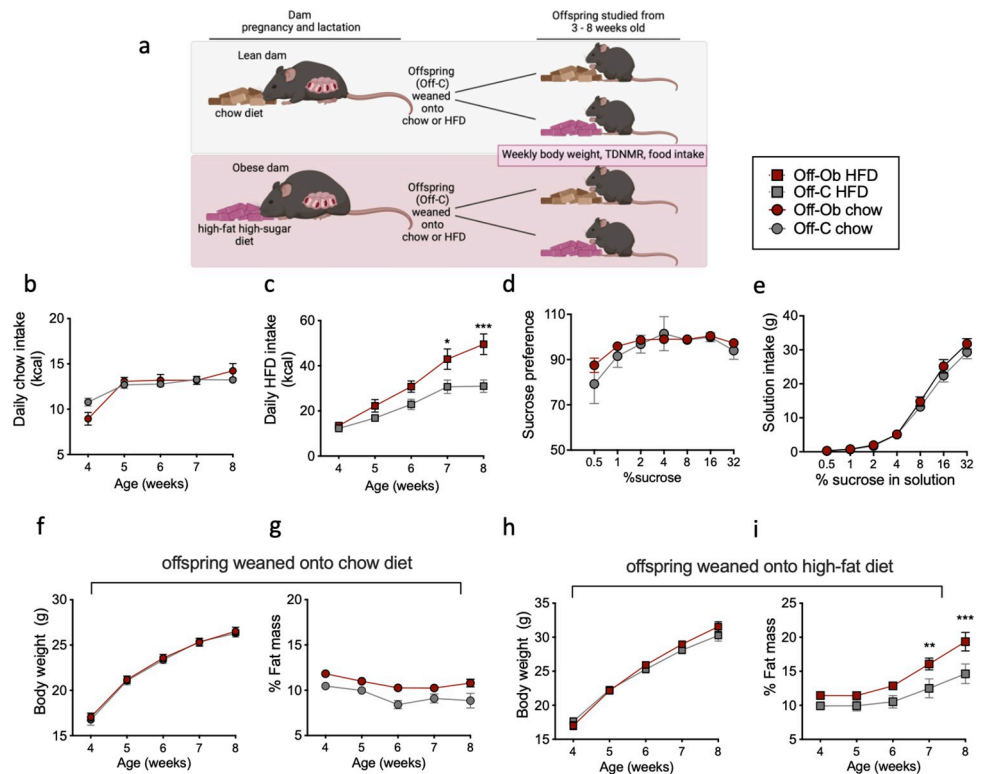 a
Dam
pregnancy and lactation
Offspring studied from
3 - 8 weeks old
Lean dam
chow diet
Offspring
(Off-C)
weaned
onto
chow or HFD
Weekly body weight, TDNMR, food intake
Obese dam
high-fat high-sugar
diet
Offspring
(Off-C)
weaned
onto
chow or HFD
Off-Ob HFD
Off-C HFD
Off-Ob chow
Off-C chow
b
Daily chow intake
(kcal)
20
15
10
5
4 5 6 7 8
Age (weeks)
c
Daily HFD intake
(kcal)
60
40
20
0
* ***
4 5 6 7 8
Age (weeks)
d
Sucrose preference
110
90
70
50
0.5 1 2 4 8 16 32
%sucrose
e
Solution intake (g)
40
30
20
10
0
0.5 1 2 4 8 16 32
% sucrose in solution
f
g
offspring weaned onto chow diet
Body weight (g)
30
25
20
15
4 5 6 7 8
Age (weeks)
% Fat mass
20
15
10
5
4 5 6 7 8
Age (weeks)
h
i
offspring weaned onto high-fat diet
Body weight (g)
35
30
25
20
15
4 5 6 7 8
Age (weeks)
% Fat mass
25
20
15
10
5
** ***
4 5 6 7 8
Age (weeks)